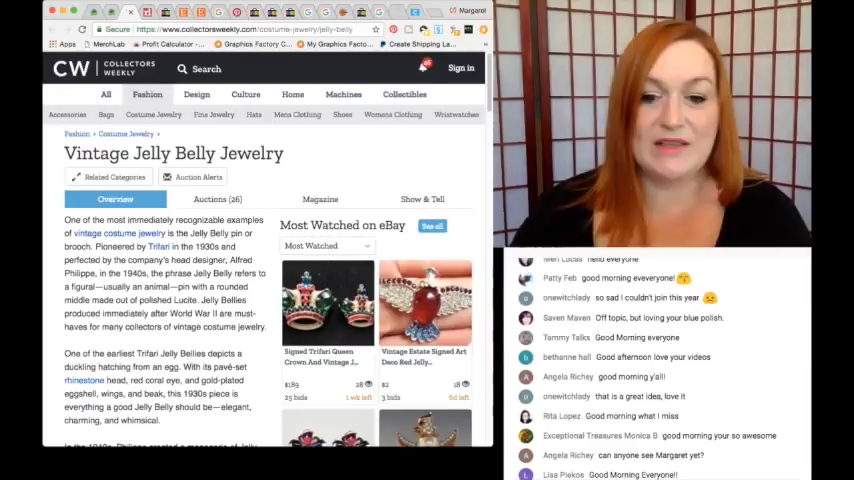 Margaret
Secure https://www.collectorsweekly.com/costume-jewelry/jelly-belly
Apps MerchLab Profit Calculator -... Graphics Factory C... My Graphics Facto... Create Shipping La...
CW COLLECTORS WEEKLY Search Sign in
All Fashion Design Culture Home Machines Collectibles
Accessories Bags Costume Jewelry Fine Jewelry Hats Mens Clothing Shoes Womens Clothing Wristwatches
Fashion > Costume Jewelry >
Vintage Jelly Belly Jewelry
Related Categories Auction Alerts
Overview Auctions (26) Magazine Show & Tell
One of the most immediately recognizable examples
of vintage costume jewelry is the Jelly Belly pin or
brooch. Pioneered by Trifari in the 1930s and
perfected by the company's head designer, Alfred
Philippe, in the 1940s, the phrase Jelly Belly refers to
a figural—usually an animal—pin with a rounded
middle made out of polished Lucite. Jelly Bellies
produced immediately after World War II are must-
haves for many collectors of vintage costume jewelry.
One of the earliest Trifari Jelly Bellies depicts a
duckling hatching from an egg. With its pavé-set
rhinestone head, red coral eye, and gold-plated
eggshell, wings, and beak, this 1930s piece is
everything a good Jelly Belly should be—elegant,
charming, and whimsical.
Most Watched on eBay See all
Most Watched
Signed Trifari Queen
Crown And Vintage J...
$189 28
25 bids 1 wk left
Vintage Estate Signed Art
Deco Red Jelly...
$2 18
3 bids 6d left
hello everyone
Patty Feb good morning eveveryone!
onewitchlady so sad I couldn't join this year
Saven Maven Off topic, but loving your blue polish.
Tammy Talks Good Morning everyone
bethanne hall Good afternoon love your videos
Angela Richey good morning y'all!
onewitchlady that is a great idea, love it
Rita Lopez Good morning what I miss
Exceptional Treasures Monica B good morning your so awesome
Angela Richey can anyone see Margaret yet?
Lisa Piekos Good Morning Everyone!!